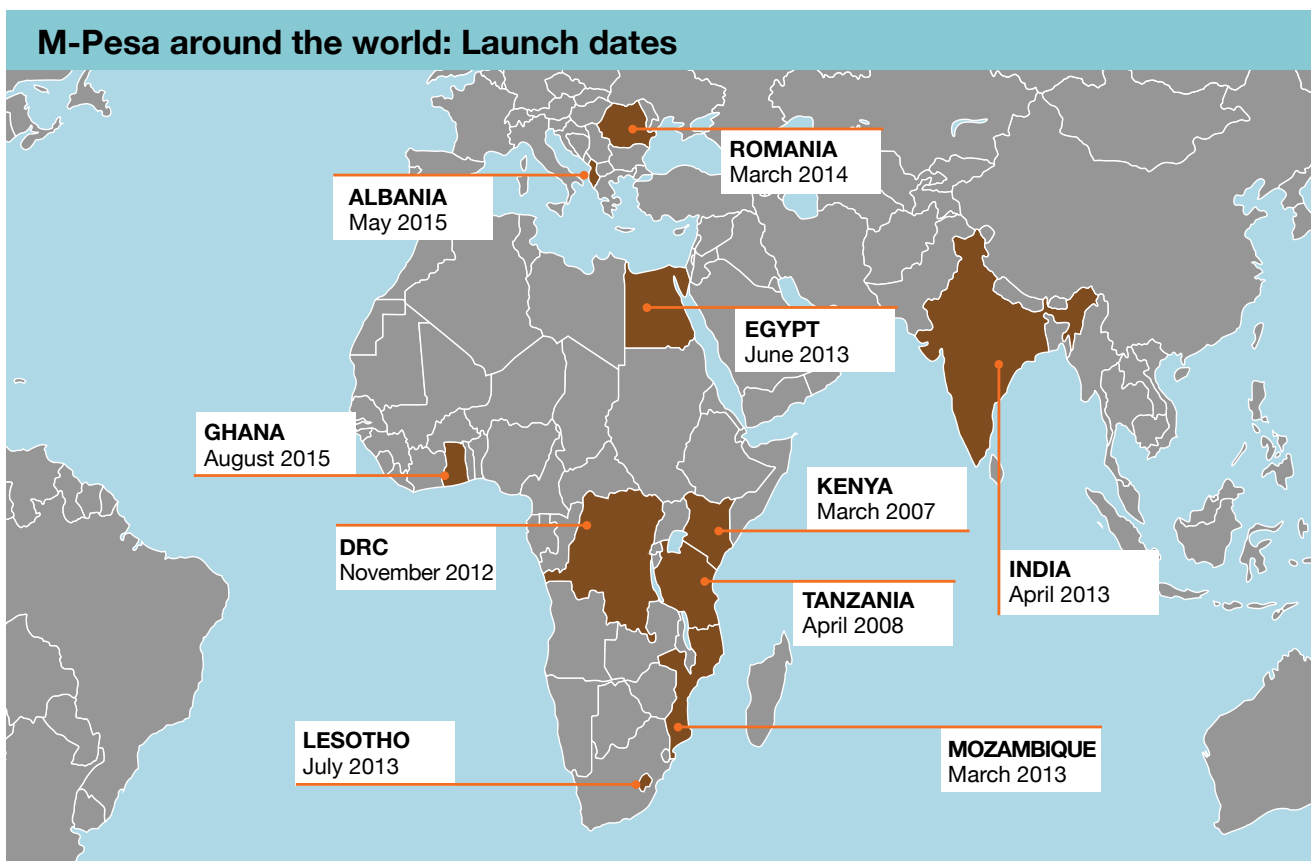 M-Pesa around the world: Launch dates
ROMANIA
March 2014
ALBANIA
May 2015
EGYPT
June 2013
GHANA
August 2015
KENYA
March 2007
DRC
November 2012
INDIA
April 2013
TANZANIA
April 2008
LESOTHO
July 2013
MOZAMBIQUE
March 2013